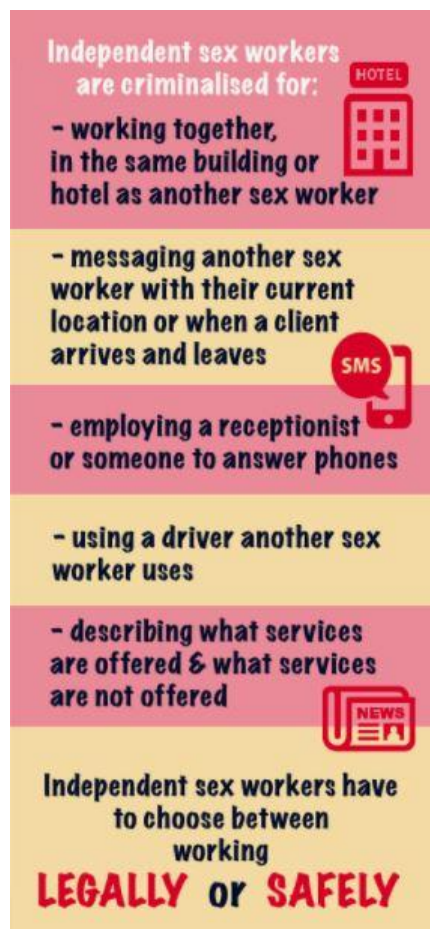 Independent sex workers
are criminalised for:
HOTEL
- working together,
in the same building or
hotel as another sex worker
- messaging another sex
worker with their current
location or when a client
arrives and leaves
SMS
- employing a receptionist
or someone to answer phones
- using a driver another sex
worker uses
- describing what services
are offered & what services
are not offered
NEWS
Independent sex workers have
to choose between
working
LEGALLY or SAFELY